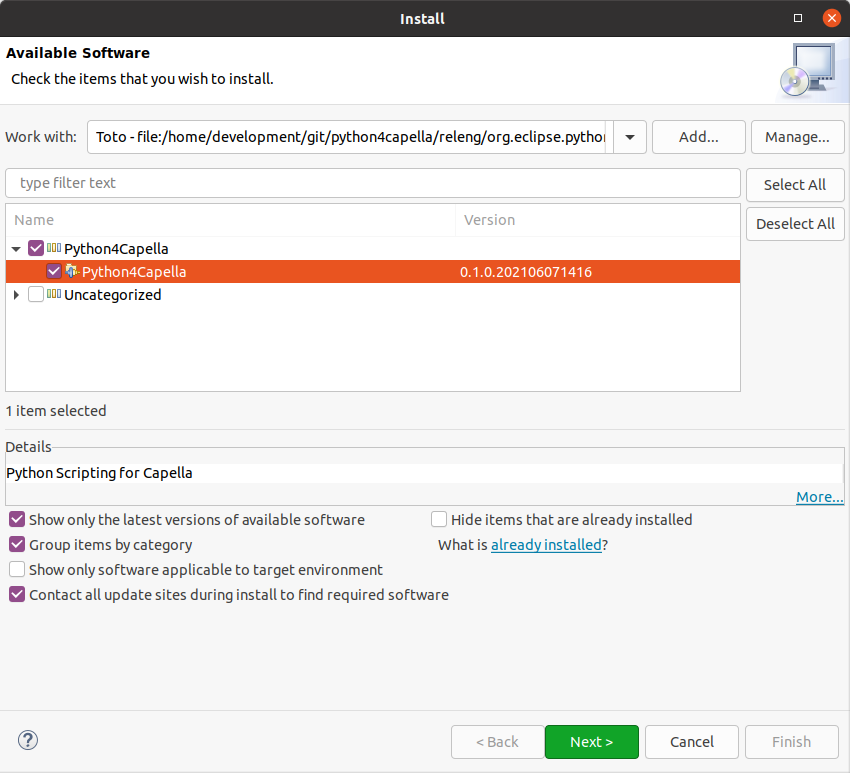 Install
Available Software
Check the items that you wish to install.
Work with: Toto - file:/home/development/git/python4capella/releng/org.eclipse.python
Add...
Manage...
type filter text
Select All
Name Version
Deselect All
Python4Capella
Python4Capella 0.1.0.202106071416
Uncategorized
1 item selected
Details
Python Scripting for Capella
More...
Show only the latest versions of available software
Hide items that are already installed
Group items by category
What is already installed?
Show only software applicable to target environment
Contact all update sites during install to find required software
?
< Back
Next >
Cancel
Finish